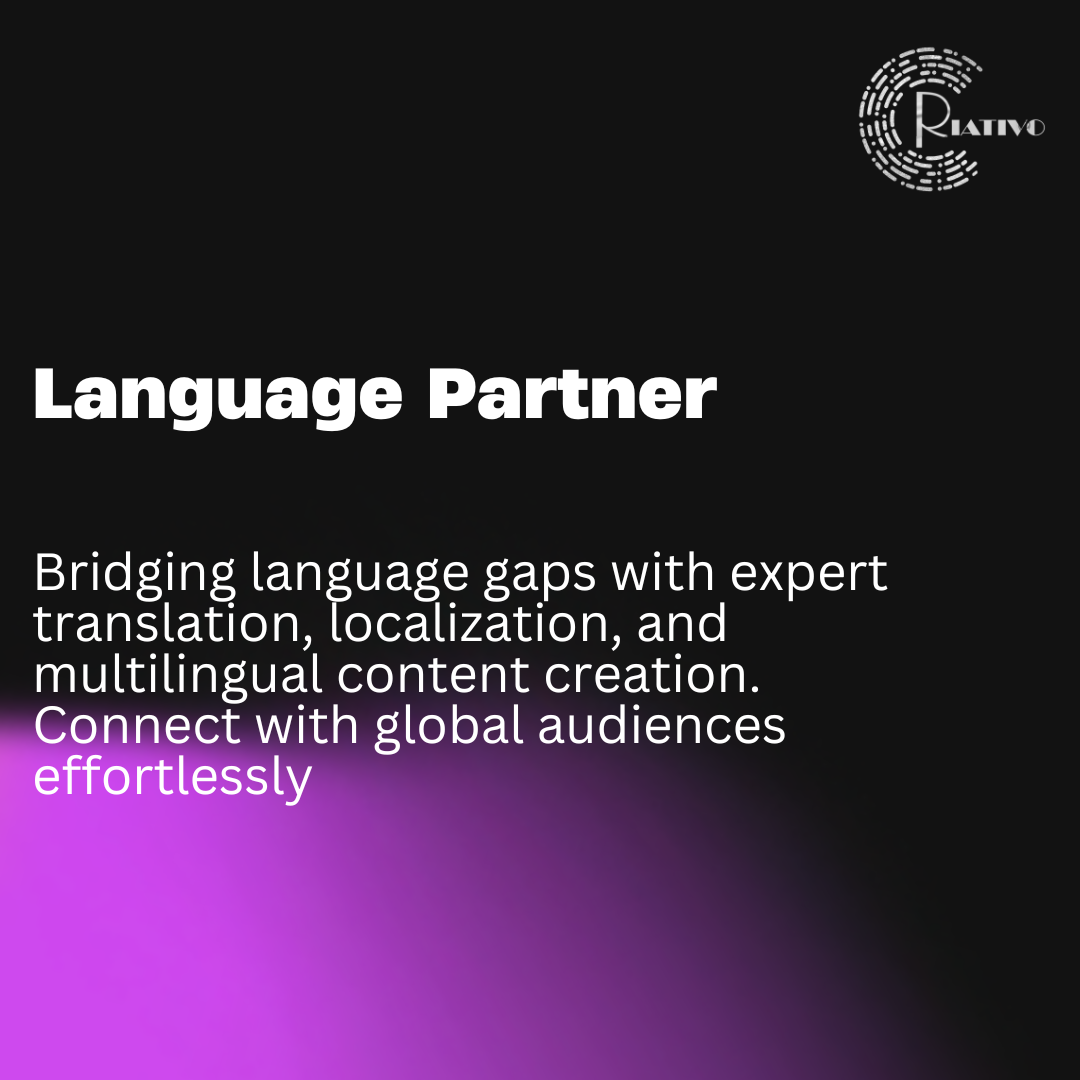 CRIATIVO
Language Partner
Bridging language gaps with expert
translation, localization, and
multilingual content creation.
Connect with global audiences
effortlessly